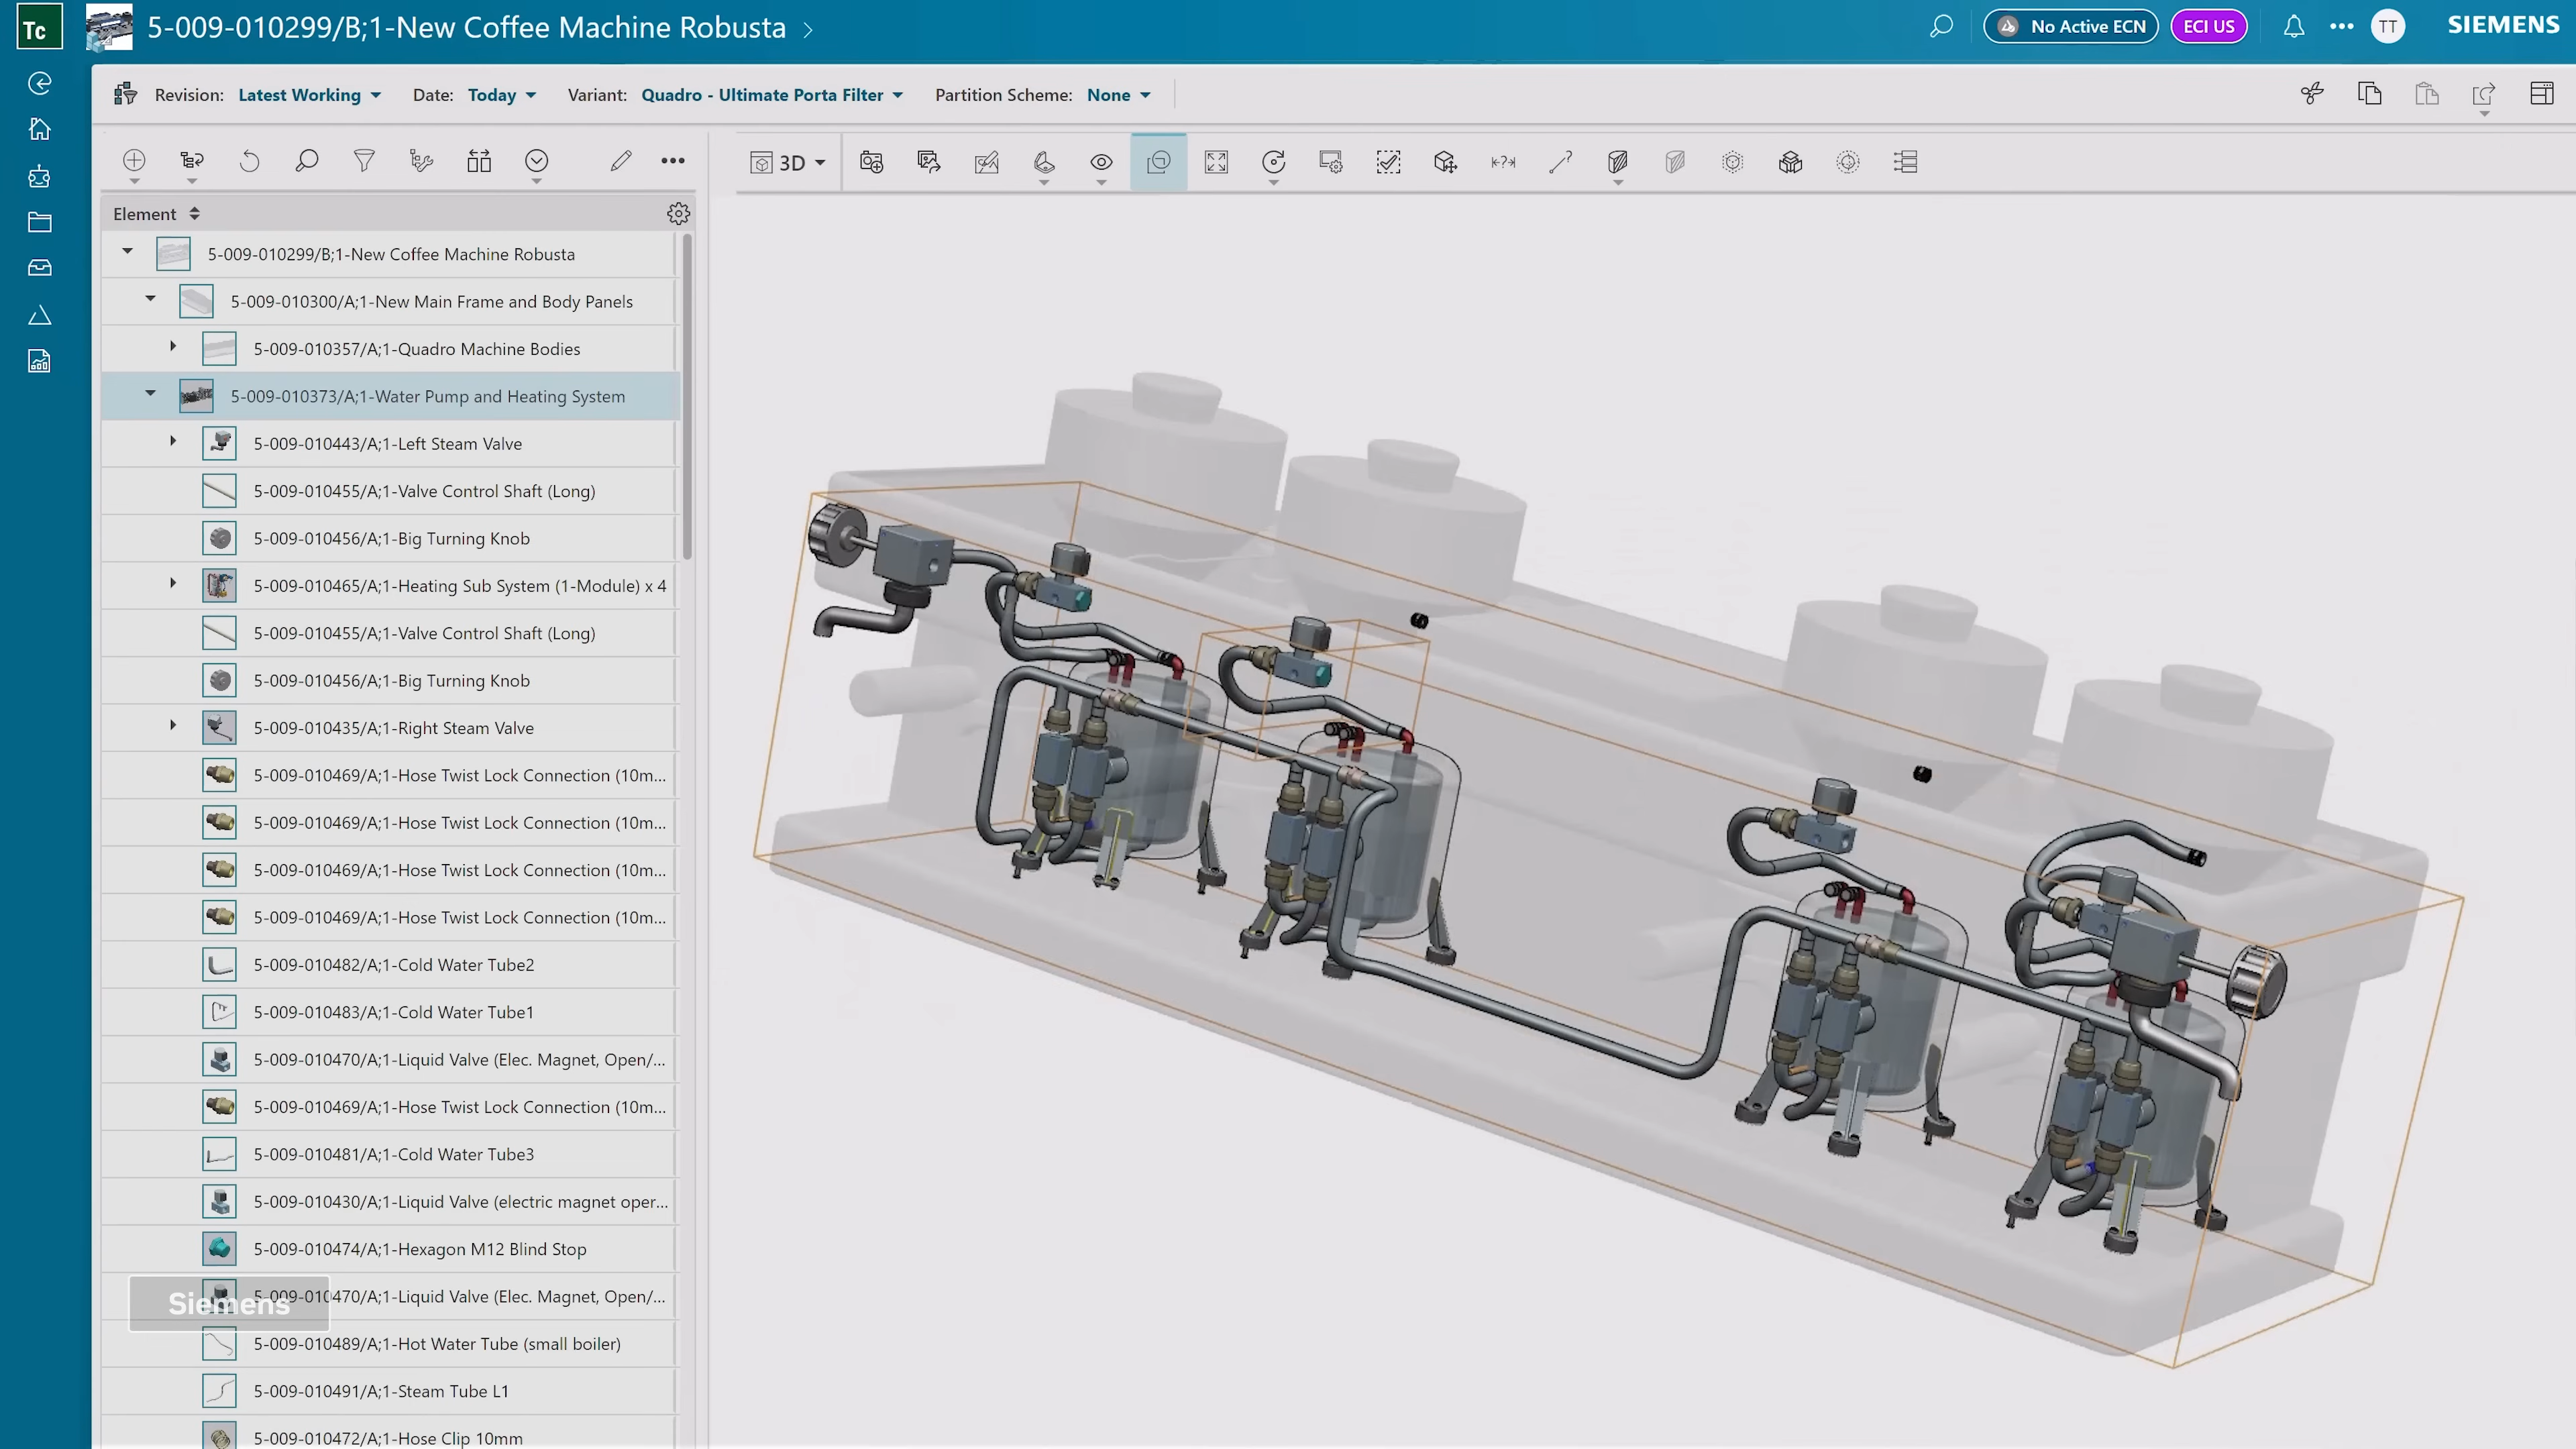 Tc
5-009-010299/B;1-New Coffee Machine Robusta
No Active ECN
ECI US
TT
SIEMENS
Revision: Latest Working
Date: Today
Variant: Quadro - Ultimate Porta Filter
Partition Scheme: None
3D
Element
5-009-010299/B;1-New Coffee Machine Robusta
5-009-010300/A;1-New Main Frame and Body Panels
5-009-010357/A;1-Quadro Machine Bodies
5-009-010373/A;1-Water Pump and Heating System
5-009-010443/A;1-Left Steam Valve
5-009-010455/A;1-Valve Control Shaft (Long)
5-009-010456/A;1-Big Turning Knob
5-009-010465/A;1-Heating Sub System (1-Module) x 4
5-009-010455/A;1-Valve Control Shaft (Long)
5-009-010456/A;1-Big Turning Knob
5-009-010435/A;1-Right Steam Valve
5-009-010469/A;1-Hose Twist Lock Connection (10m...
5-009-010469/A;1-Hose Twist Lock Connection (10m...
5-009-010469/A;1-Hose Twist Lock Connection (10m...
5-009-010469/A;1-Hose Twist Lock Connection (10m...
5-009-010482/A;1-Cold Water Tube2
5-009-010483/A;1-Cold Water Tube1
5-009-010470/A;1-Liquid Valve (Elec. Magnet, Open/...
5-009-010469/A;1-Hose Twist Lock Connection (10m...
5-009-010481/A;1-Cold Water Tube3
5-009-010430/A;1-Liquid Valve (electric magnet oper...
5-009-010474/A;1-Hexagon M12 Blind Stop
5-009-010470/A;1-Liquid Valve (Elec. Magnet, Open/...
Siemens
5-009-010489/A;1-Hot Water Tube (small boiler)
5-009-010491/A;1-Steam Tube L1
5-009-010472/A;1-Hose Clip 10mm